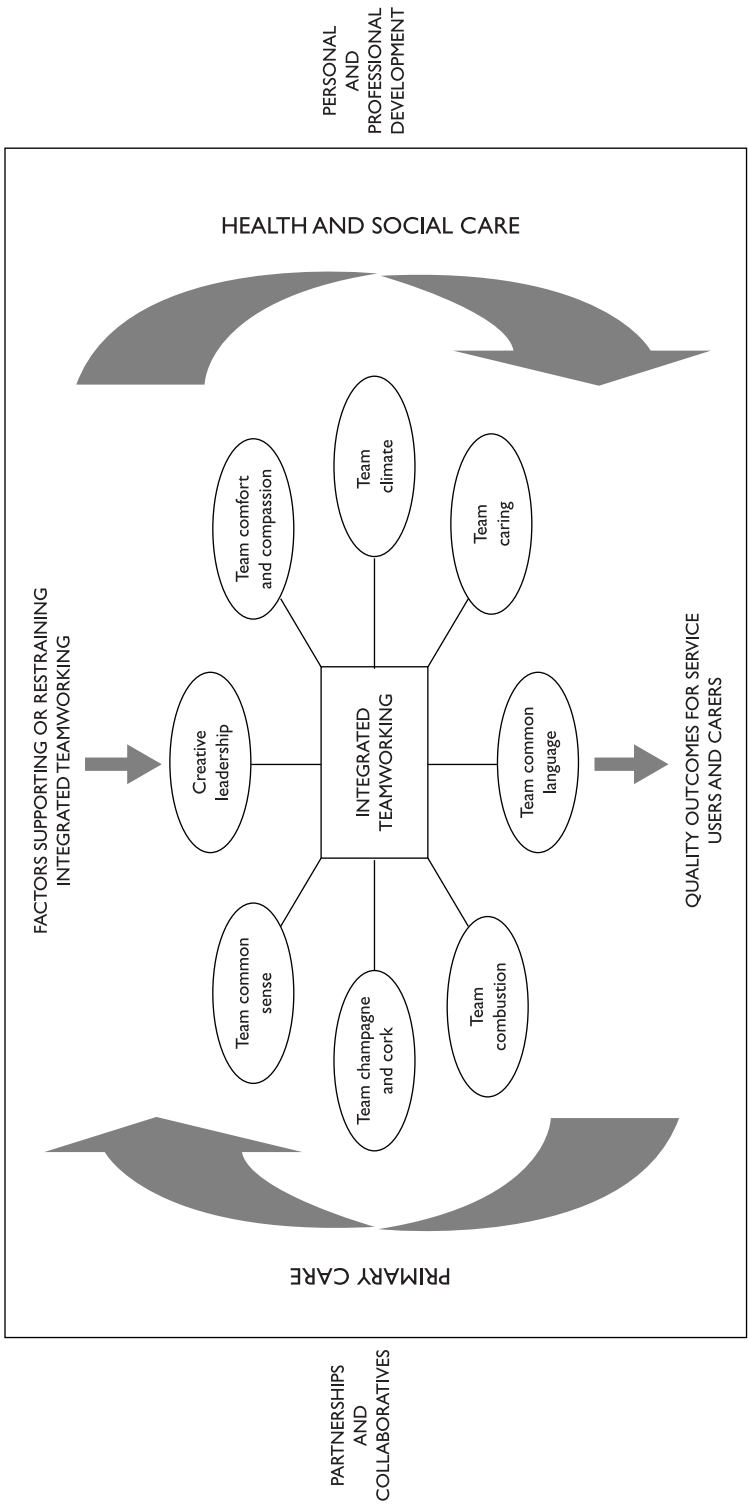 FACTORS SUPPORTING OR RESTRAINING
INTEGRATED TEAMWORKING
PARTNERSHIPS
AND
COLLABORATIVES
PRIMARY CARE
Creative
leadership
Team common
sense
Team comfort
and compassion
Team champagne
and cork
INTEGRATED
TEAMWORKING
Team
climate
Team
combustion
Team common
language
Team
caring
HEALTH AND SOCIAL CARE
PERSONAL
AND
PROFESSIONAL
DEVELOPMENT
QUALITY OUTCOMES FOR SERVICE
USERS AND CARERS